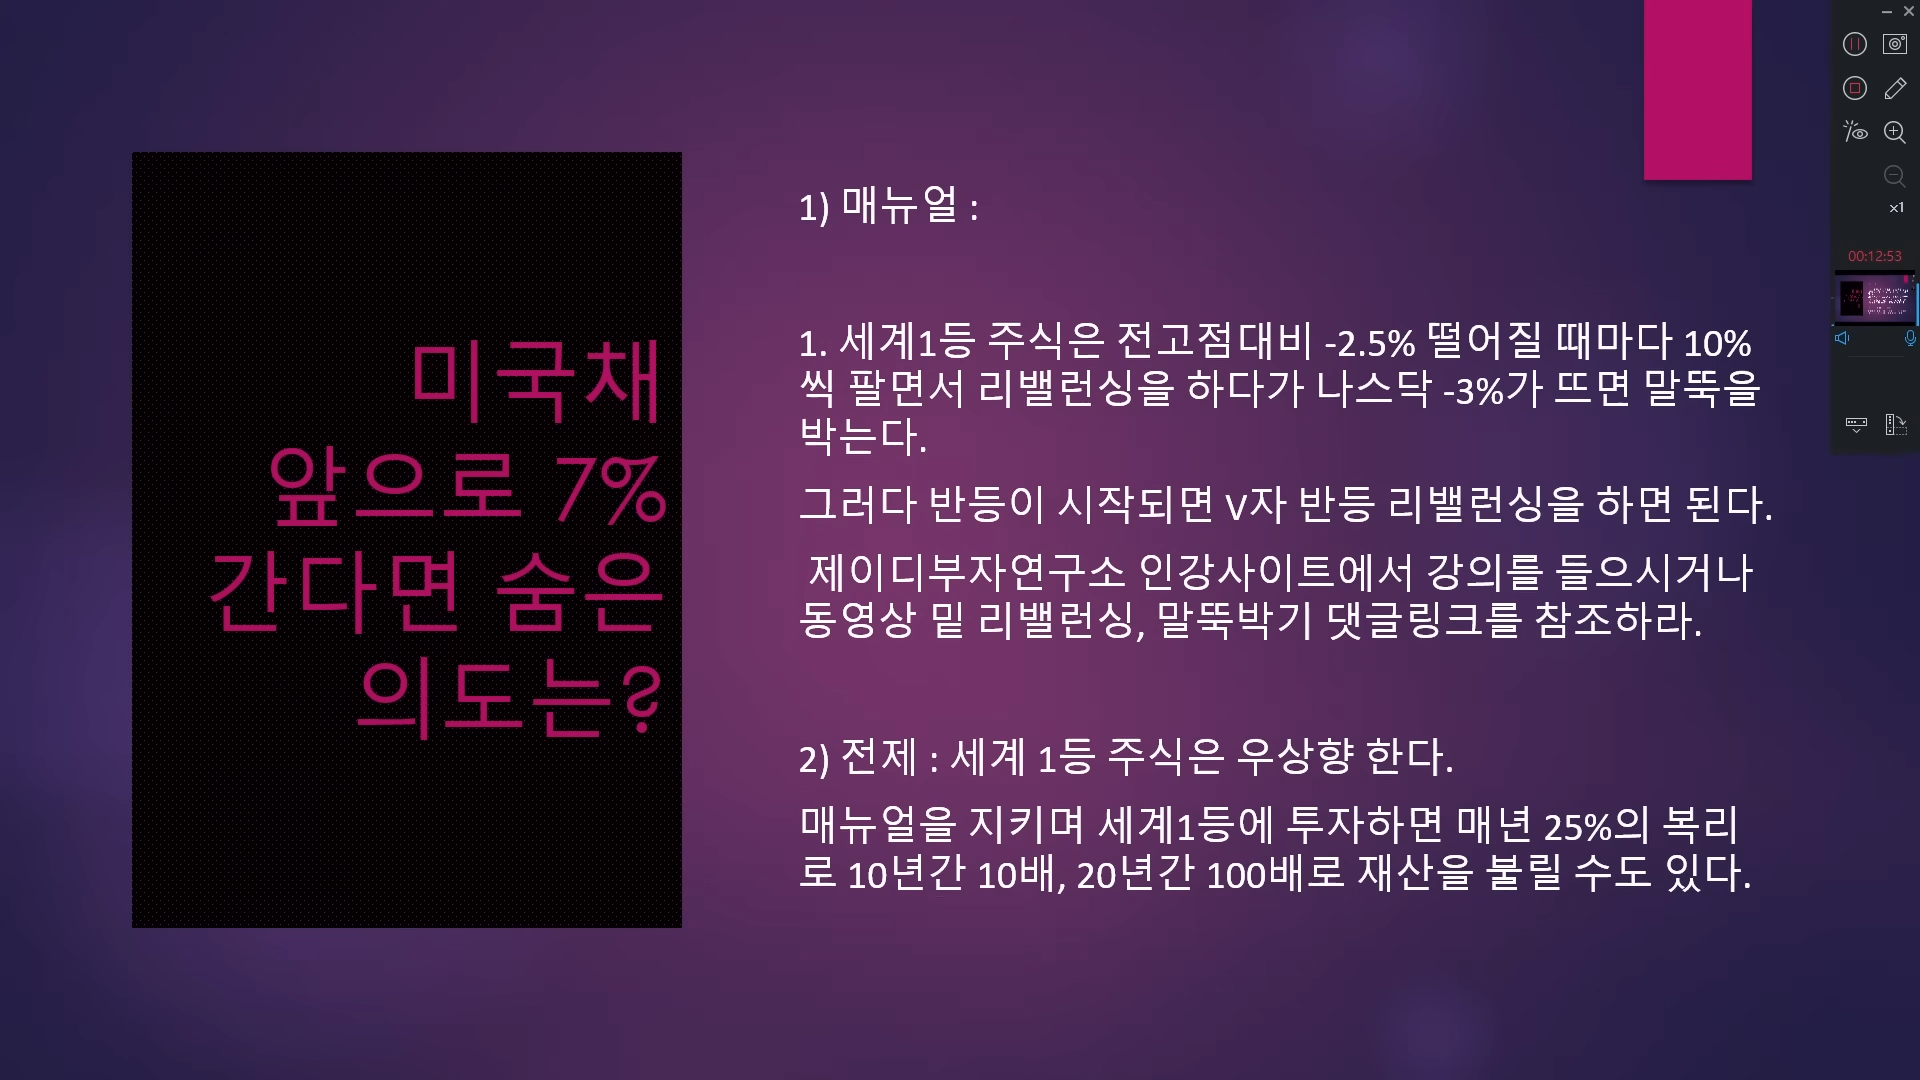 미국채
앞으로 7%
간다면 숨은
의도는?
1) 매뉴얼 :
1. 세계1등 주식은 전고점대비 -2.5% 떨어질 때마다 10%
씩 팔면서 리밸런싱을 하다가 나스닥 -3%가 뜨면 말뚝을
박는다.
그러다 반등이 시작되면 V자 반등 리밸런싱을 하면 된다.
제이디부자연구소 인강사이트에서 강의를 들으시거나
동영상 밑 리밸런싱, 말뚝박기 댓글링크를 참조하라.
2) 전제 : 세계 1등 주식은 우상향 한다.
매뉴얼을 지키며 세계1등에 투자하면 매년 25%의 복리
로 10년간 10배, 20년간 100배로 재산을 불릴 수도 있다.
x1
00:12:53